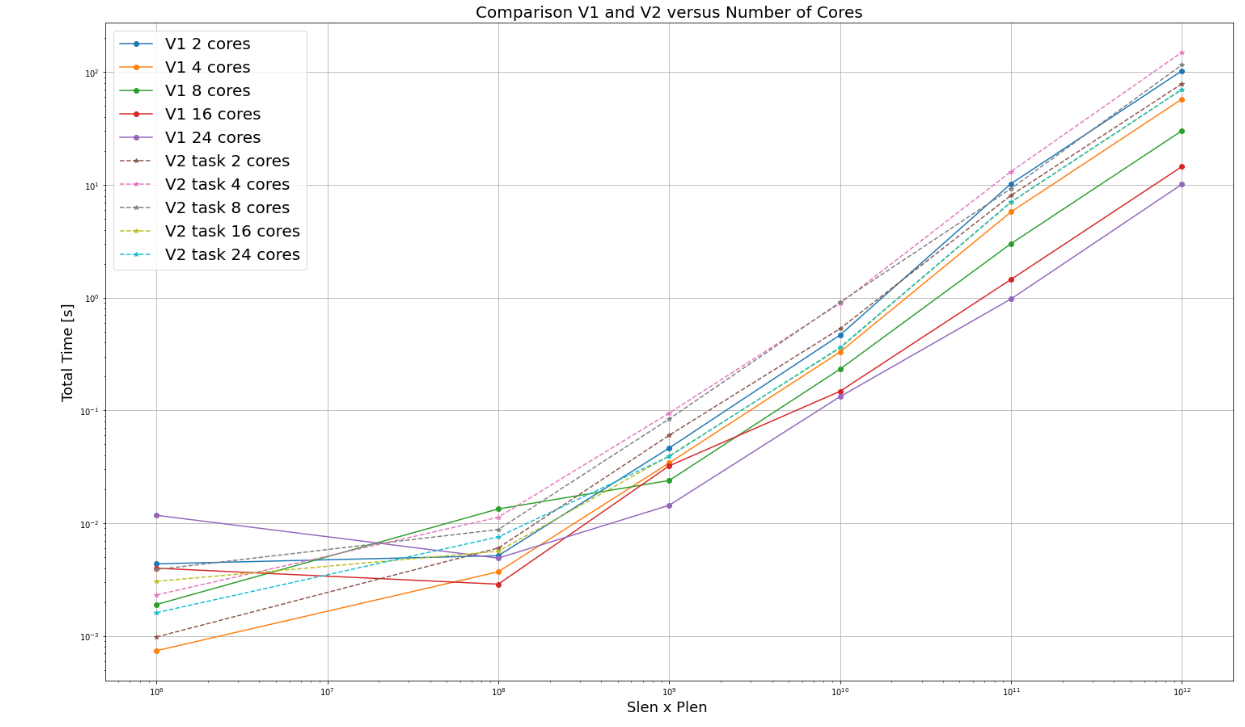 Comparison V1 and V2 versus Number of Cores
V1 2 cores
V1 4 cores
V1 8 cores
V1 16 cores
V1 24 cores
V2 task 2 cores
V2 task 4 cores
V2 task 8 cores
V2 task 16 cores
V2 task 24 cores
Total Time [s]
10²
10¹
10⁰
10⁻¹
10⁻²
10⁻³
10⁶ 10⁷ 10⁸ 10⁹ 10¹⁰ 10¹¹ 10¹²
Slen x Plen